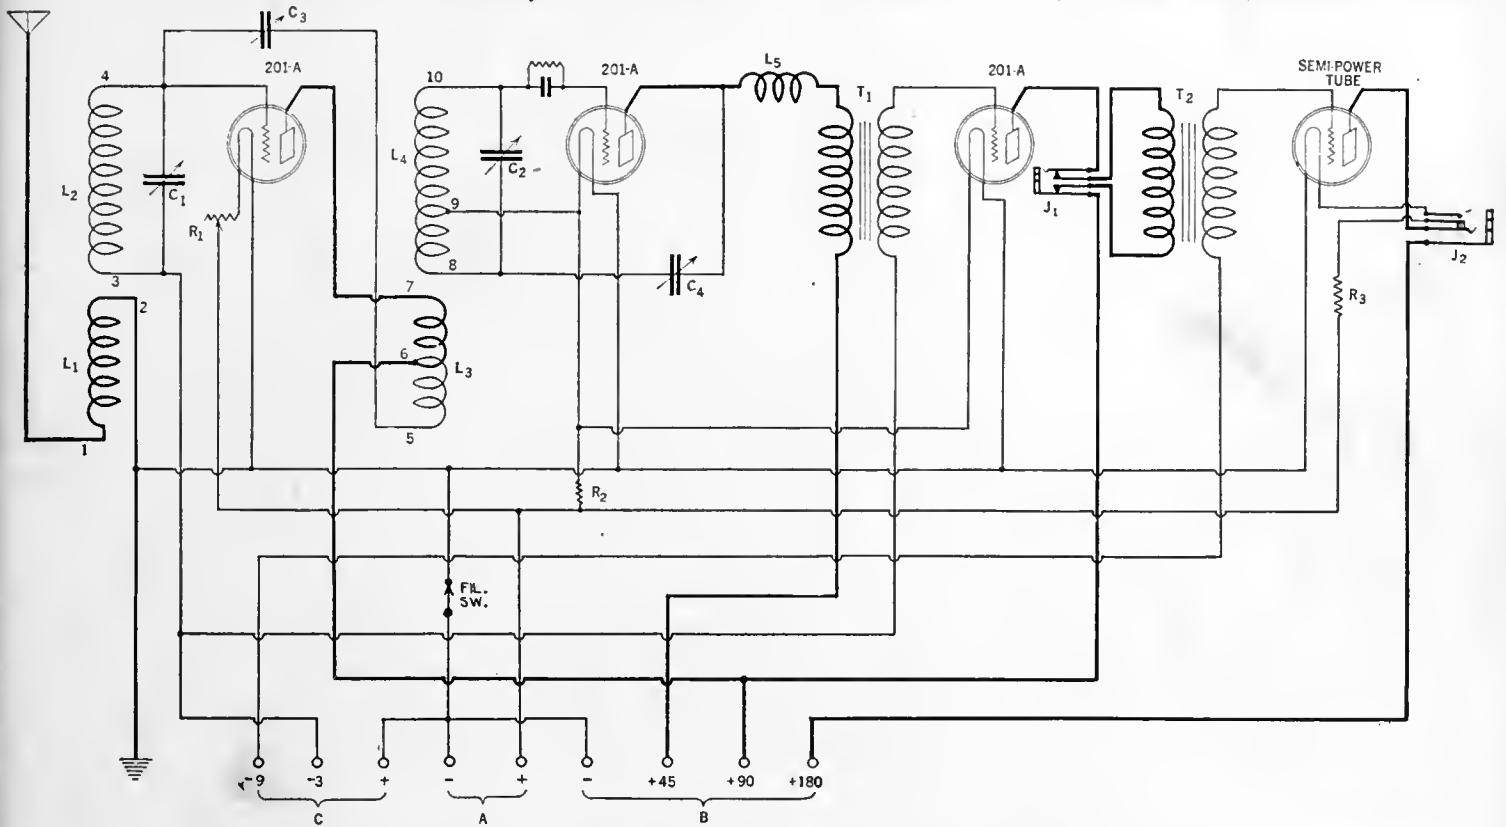 C3
4
201-A
10
201-A
L5
T1
201-A
T2
SEMI-POWER
TUBE
L2
C1
R1
L4
C2
9
8
C4
J1
J2
3
2
L1
1
7
6
L3
5
R3
R2
FIL.
SW.
-9
-3
+
-
+
-
+45
+90
+180
C
A
B